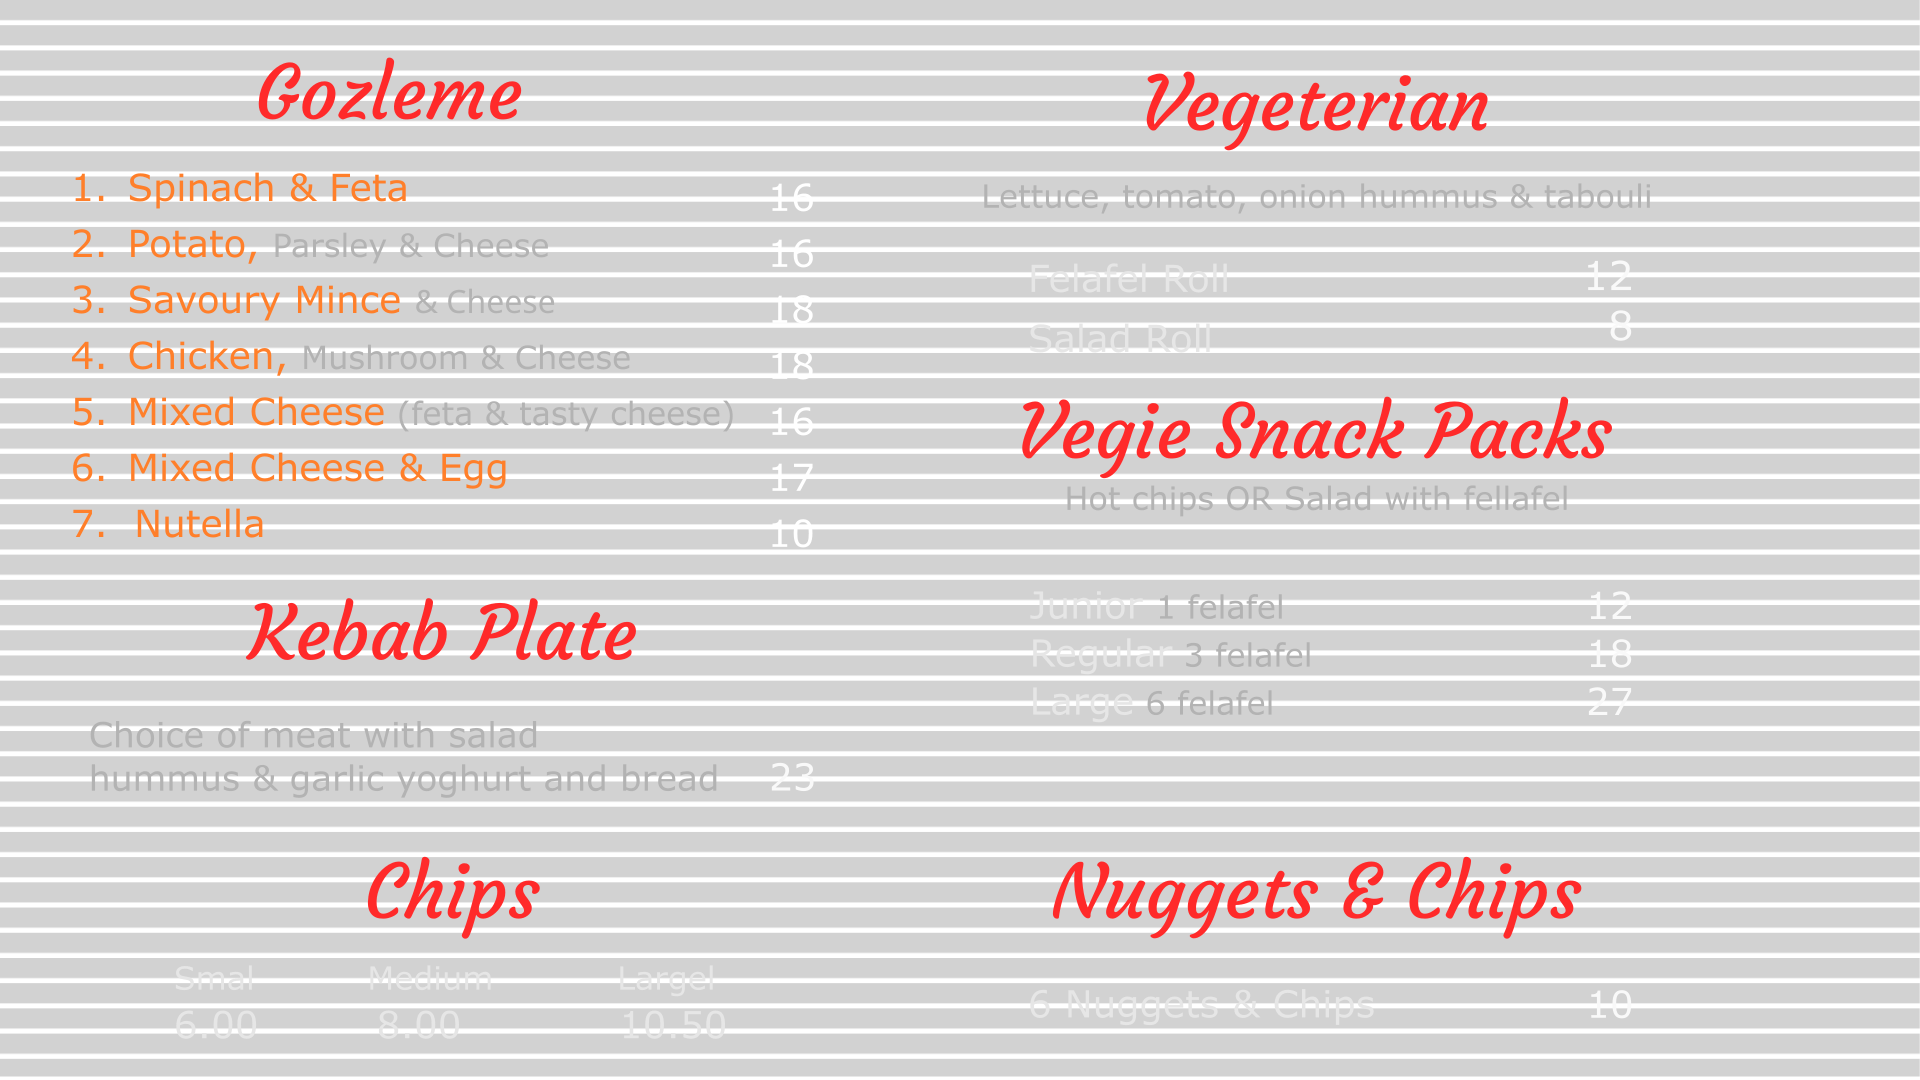 Gozleme
1. Spinach & Feta 16
2. Potato, Parsley & Cheese 16
3. Savoury Mince & Cheese 18
4. Chicken, Mushroom & Cheese 18
5. Mixed Cheese (feta & tasty cheese) 16
6. Mixed Cheese & Egg 17
7. Nutella 10
Kebab Plate
Choice of meat with salad
hummus & garlic yoghurt and bread 23
Chips
Smal Medium Largel
6.00 8.00 10.50
Vegeterian
Lettuce, tomato, onion hummus & tabouli
Felafel Roll 12
Salad Roll 8
Vegie Snack Packs
Hot chips OR Salad with fellafel
Junior 1 felafel 12
Regular 3 felafel 18
Large 6 felafel 27
Nuggets & Chips
6 Nuggets & Chips 10